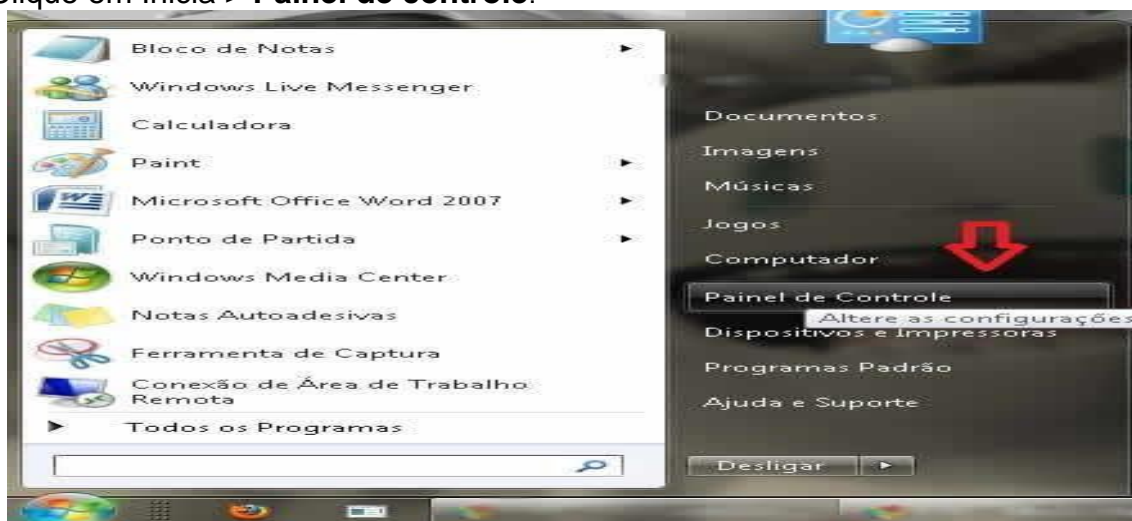 Clique em Inicia > Painel de controle.
Bloco de Notas
Windows Live Messenger
Calculadora
Paint
Microsoft Office Word 2007
Ponto de Partida
Windows Media Center
Notas Autoadesivas
Ferramenta de Captura
Conexão de Área de Trabalho
Remota
Todos os Programas
Documentos
Imagens
Músicas
Jogos
Computador
Painel de Controle
Altere as configurações
Dispositivos e Impressoras
Programas Padrão
Ajuda e Suporte
Desligar